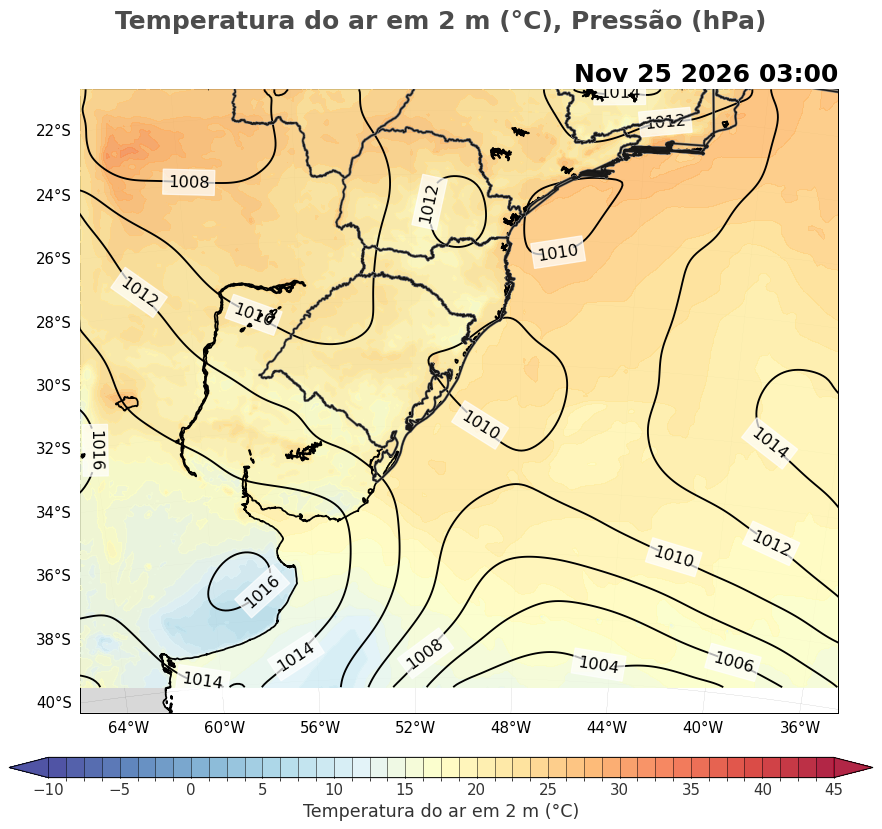 Temperatura do ar em 2 m (°C), Pressão (hPa)
Nov 25 2026 03:00
1014
1012
22°S
1008
24°S
1012
26°S
1010
1012
1010
28°S
30°S
1010
1014
32°S
1016
34°S
1012
1010
36°S
1016
38°S
1014
1008
1004
1006
1014
40°S
64°W 60°W 56°W 52°W 48°W 44°W 40°W 36°W
−10 −5 0 5 10 15 20 25 30 35 40 45
Temperatura do ar em 2 m (°C)